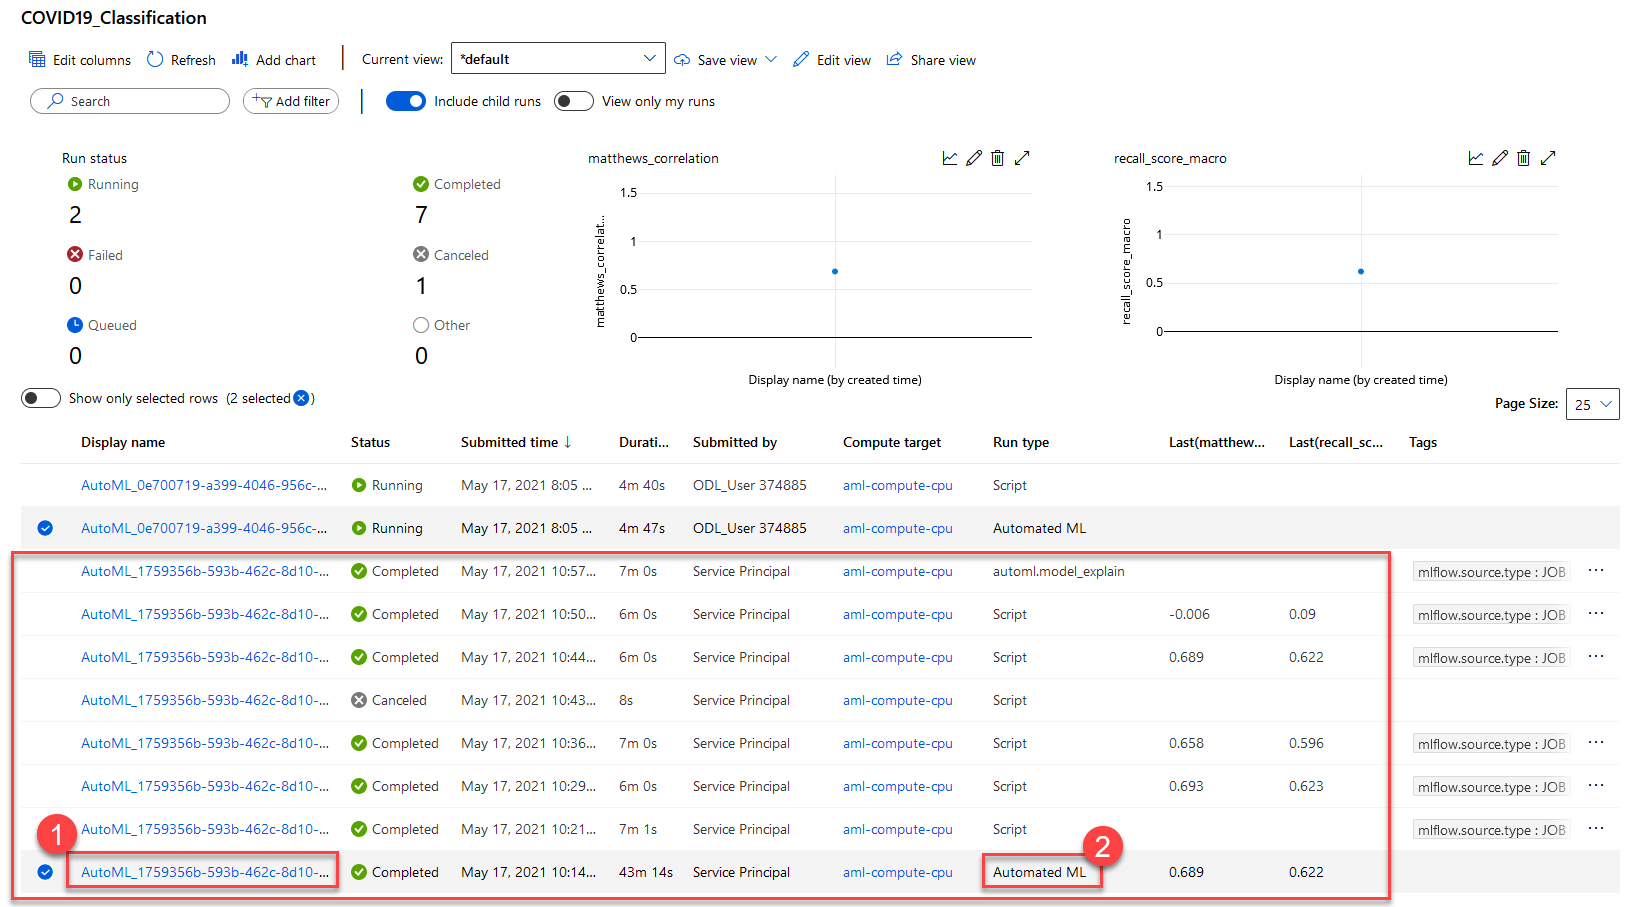 COVID19_Classification
Edit columns Refresh Add chart Current view: *default Save view Edit view Share view
Search Add filter Include child runs View only my runs
Run status
Running Completed
2 7
Failed Canceled
0 1
Queued Other
0 0
matthews_correlation
1.5
1
0.5
0
matthews_correlat...
Display name (by created time)
recall_score_macro
1.5
1
0.5
0
recall_score_macro
Display name (by created time)
Show only selected rows (2 selected )
Page Size: 25
Display name Status Submitted time ↓ Durati... Submitted by Compute target Run type Last(matthew... Last(recall_sc... Tags
AutoML_0e700719-a399-4046-956c-... Running May 17, 2021 8:05 ... 4m 40s ODL_User 374885 aml-compute-cpu Script
AutoML_0e700719-a399-4046-956c-... Running May 17, 2021 8:05 ... 4m 47s ODL_User 374885 aml-compute-cpu Automated ML
AutoML_1759356b-593b-462c-8d10-... Completed May 17, 2021 10:57... 7m 0s Service Principal aml-compute-cpu automl.model_explain mlflow.source.type : JOB ...
AutoML_1759356b-593b-462c-8d10-... Completed May 17, 2021 10:50... 6m 0s Service Principal aml-compute-cpu Script -0.006 0.09 mlflow.source.type : JOB ...
AutoML_1759356b-593b-462c-8d10-... Completed May 17, 2021 10:44... 6m 0s Service Principal aml-compute-cpu Script 0.689 0.622 mlflow.source.type : JOB ...
AutoML_1759356b-593b-462c-8d10-... Canceled May 17, 2021 10:43... 8s Service Principal aml-compute-cpu Script
AutoML_1759356b-593b-462c-8d10-... Completed May 17, 2021 10:36... 7m 0s Service Principal aml-compute-cpu Script 0.658 0.596 mlflow.source.type : JOB ...
AutoML_1759356b-593b-462c-8d10-... Completed May 17, 2021 10:29... 6m 0s Service Principal aml-compute-cpu Script 0.693 0.623 mlflow.source.type : JOB ...
AutoML_1759356b-593b-462c-8d10-... Completed May 17, 2021 10:21... 7m 1s Service Principal aml-compute-cpu Script mlflow.source.type : JOB ...
1 2
AutoML_1759356b-593b-462c-8d10-... Completed May 17, 2021 10:14... 43m 14s Service Principal aml-compute-cpu Automated ML 0.689 0.622